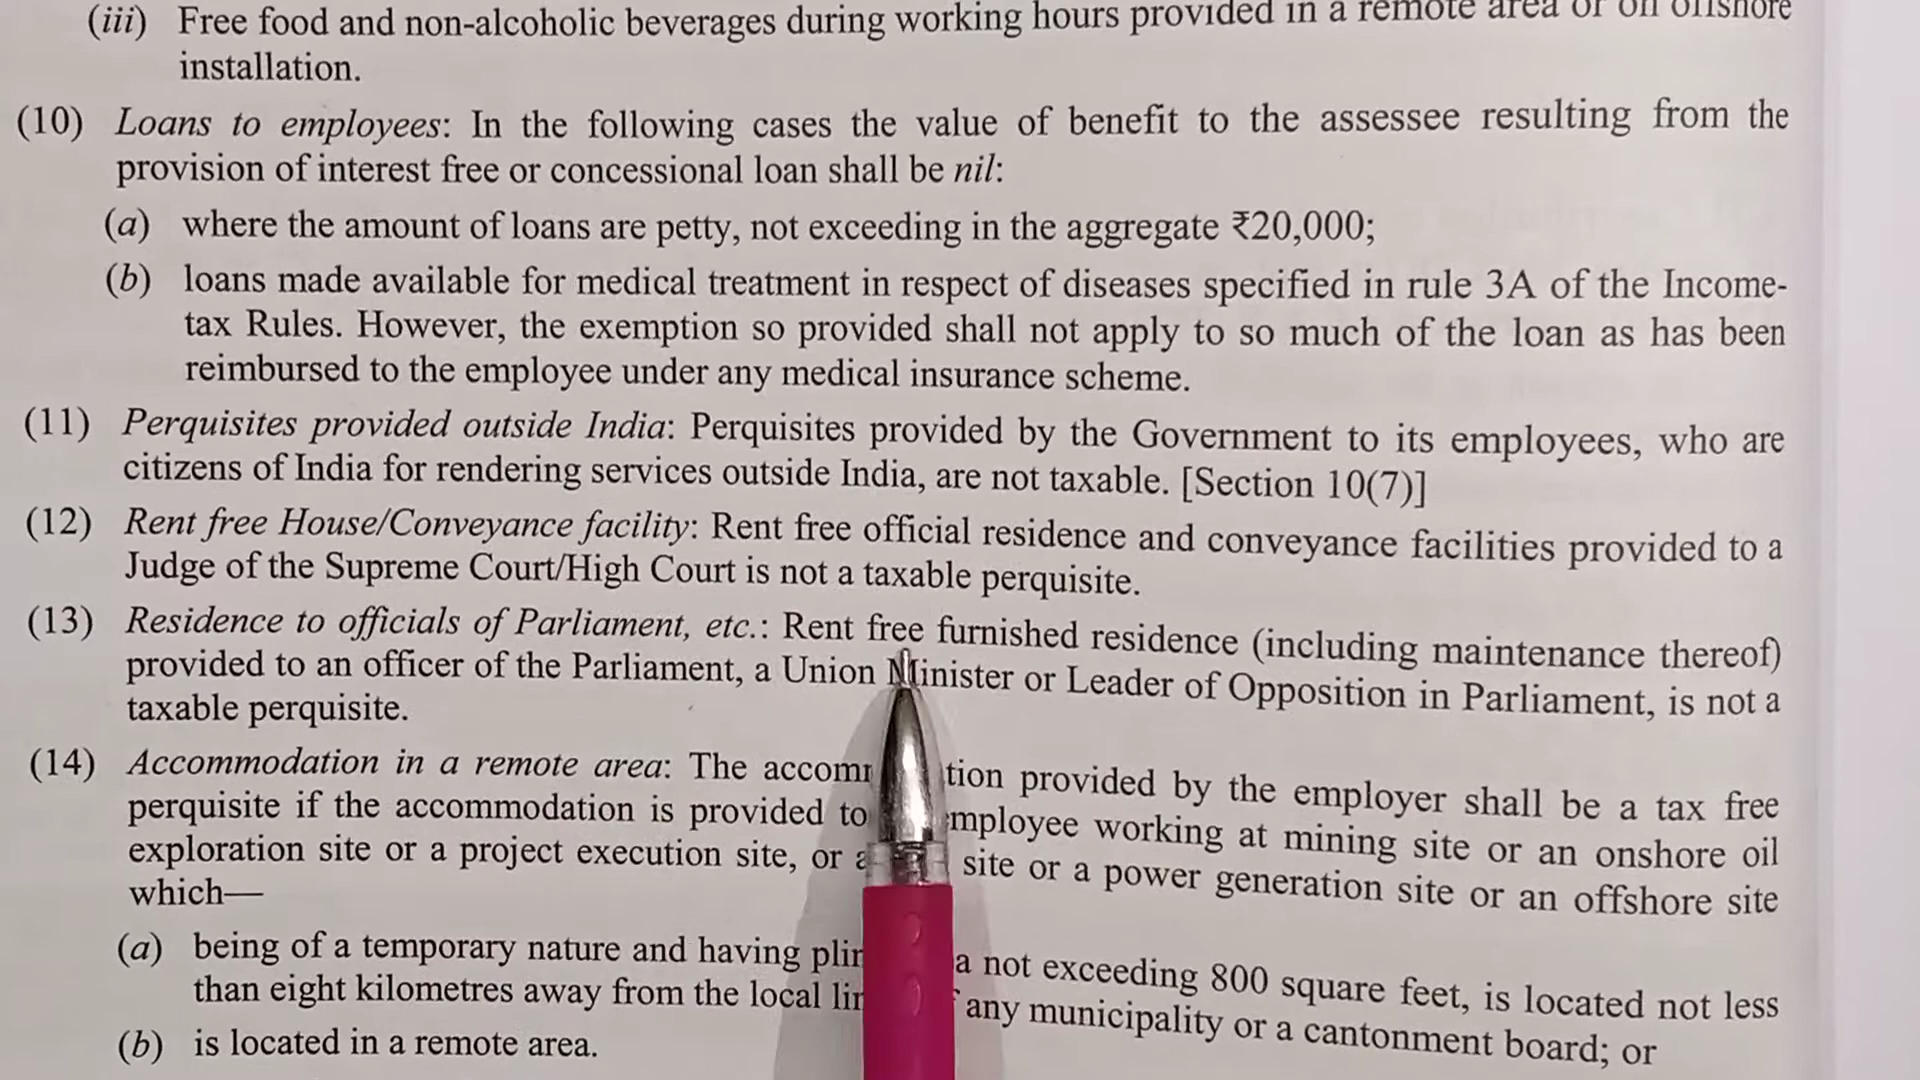 (iii) Free food and non-alcoholic beverages during working hours provided in a remote area or on offshore
installation.
(10) Loans to employees: In the following cases the value of benefit to the assessee resulting from the
provision of interest free or concessional loan shall be nil:
(a) where the amount of loans are petty, not exceeding in the aggregate ₹20,000;
(b) loans made available for medical treatment in respect of diseases specified in rule 3A of the Income-
tax Rules. However, the exemption so provided shall not apply to so much of the loan as has been
reimbursed to the employee under any medical insurance scheme.
(11) Perquisites provided outside India: Perquisites provided by the Government to its employees, who are
citizens of India for rendering services outside India, are not taxable. [Section 10(7)]
(12) Rent free House/Conveyance facility: Rent free official residence and conveyance facilities provided to a
Judge of the Supreme Court/High Court is not a taxable perquisite.
(13) Residence to officials of Parliament, etc.: Rent free furnished residence (including maintenance thereof)
provided to an officer of the Parliament, a Union Minister or Leader of Opposition in Parliament, is not a
taxable perquisite.
(14) Accommodation in a remote area: The provided by the employer shall be a tax free
perquisite if the accommodation is provided to employee working at mining site or an onshore oil
exploration site or a project execution site, or site or a power generation site or an offshore site
which—
(a) being of a temporary nature and having not exceeding 800 square feet, is located not less
than eight kilometres away from the local any municipality or a cantonment board; or
(b) is located in a remote area.